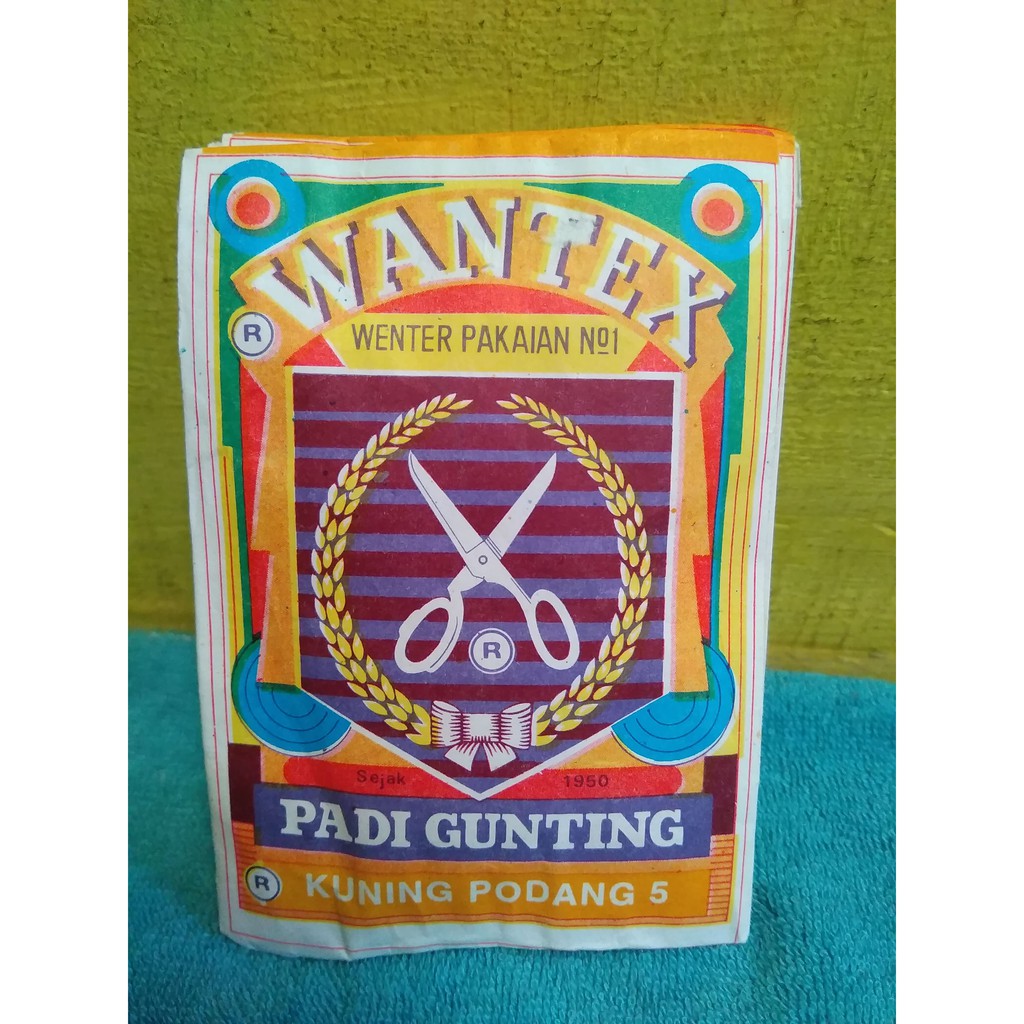 WANTEX
®
WENTER PAKAIAN Nº1
®
Sejak 1950
PADI GUNTING
®
KUNING PODANG 5